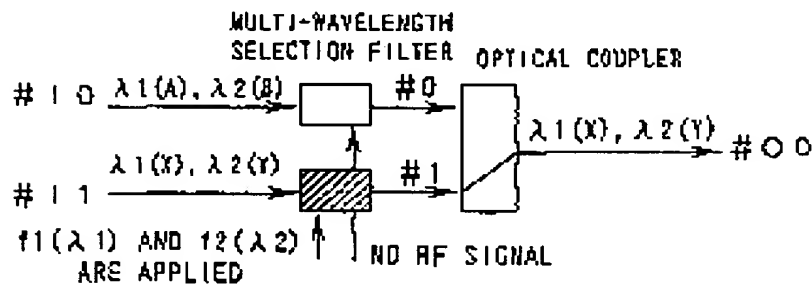 MULTI-WAVELENGTH
SELECTION FILTER
OPTICAL COUPLER
#10 λ1(A), λ2(B) #0
λ1(X), λ2(Y) #00
#11 λ1(X), λ2(Y) #1
f1(λ1) AND f2(λ2)
ARE APPLIED
NO RF SIGNAL